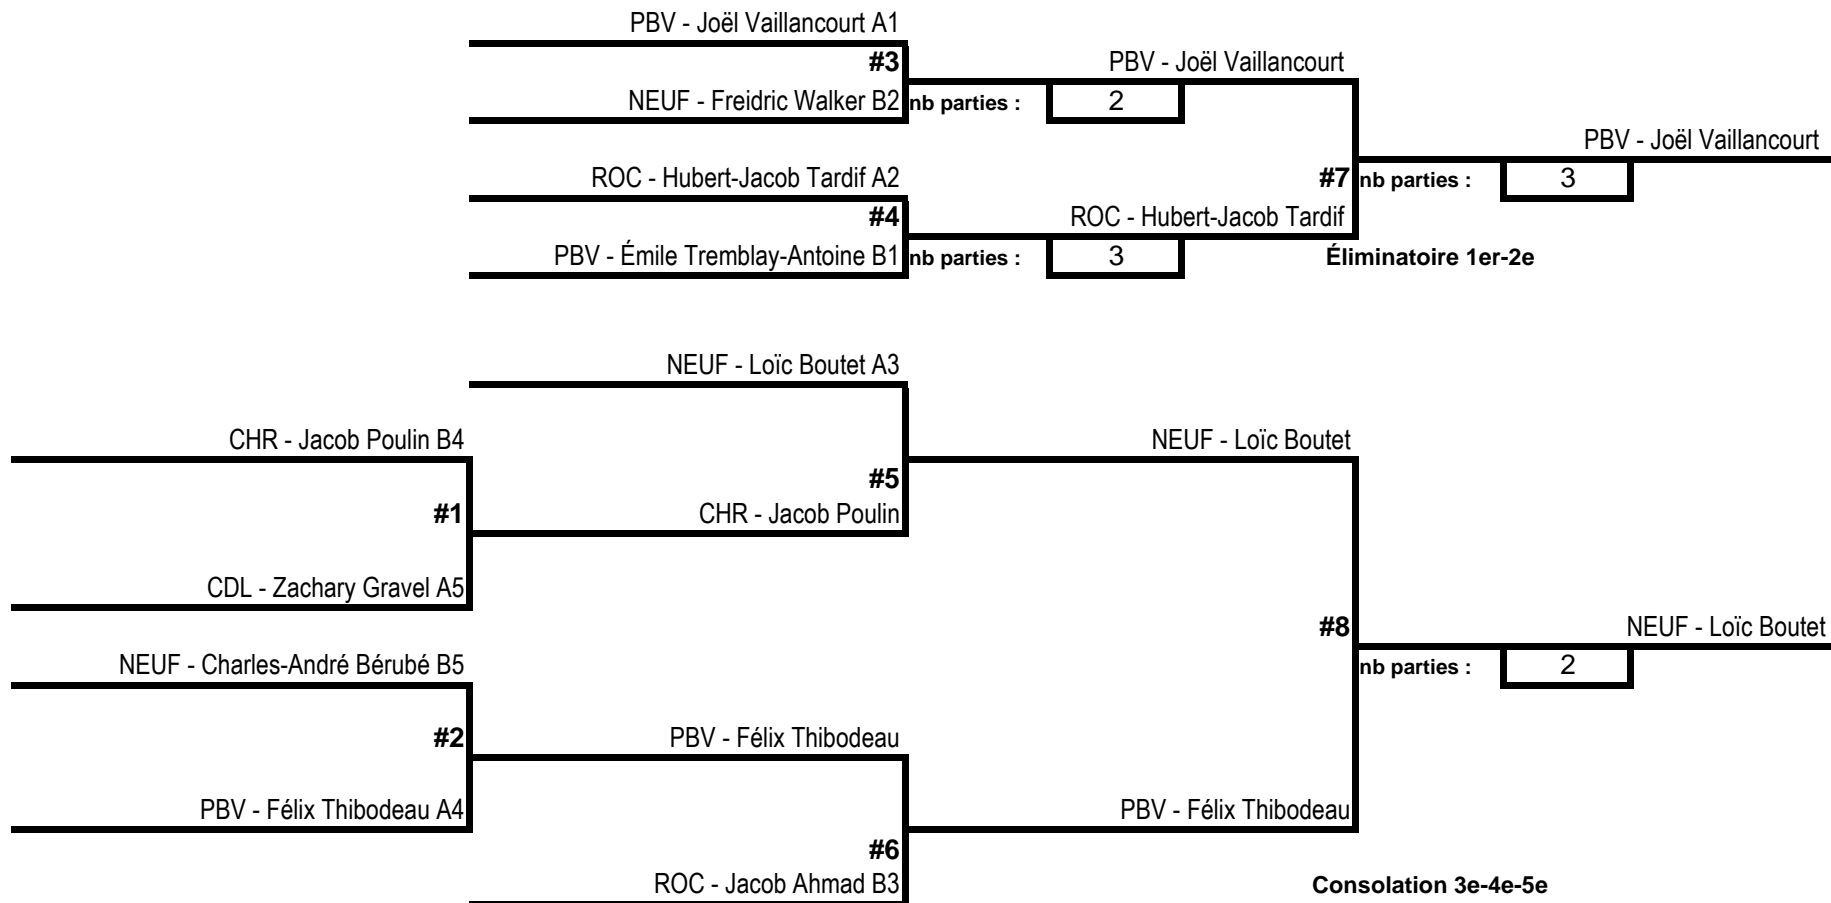 PBV - Joël Vaillancourt A1
#3
PBV - Joël Vaillancourt
NEUF - Freidric Walker B2
nb parties :
2
PBV - Joël Vaillancourt
ROC - Hubert-Jacob Tardif A2
#7
nb parties :
3
#4
ROC - Hubert-Jacob Tardif
PBV - Émile Tremblay-Antoine B1
nb parties :
3
Éliminatoire 1er-2e
NEUF - Loïc Boutet A3
CHR - Jacob Poulin B4
NEUF - Loïc Boutet
#5
#1
CHR - Jacob Poulin
CDL - Zachary Gravel A5
#8
NEUF - Loïc Boutet
NEUF - Charles-André Bérubé B5
nb parties :
2
#2
PBV - Félix Thibodeau
PBV - Félix Thibodeau A4
PBV - Félix Thibodeau
#6
ROC - Jacob Ahmad B3
Consolation 3e-4e-5e